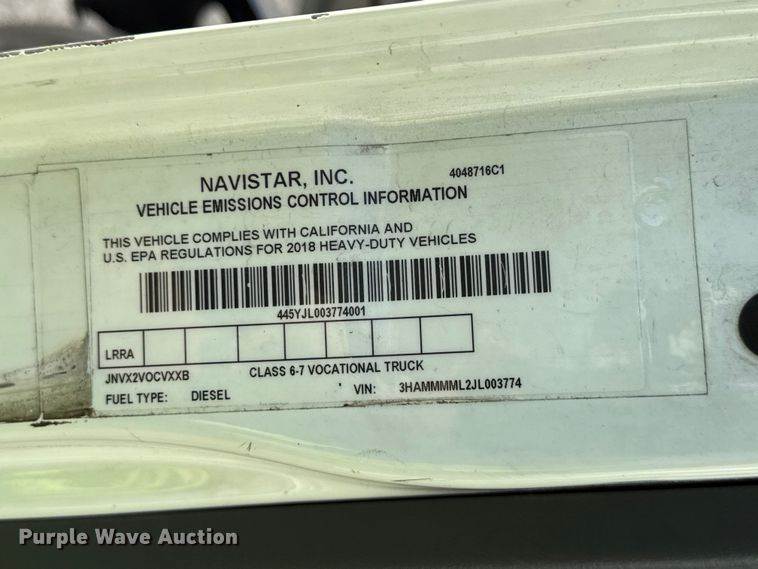 NAVISTAR, INC.
4048716C1
VEHICLE EMISSIONS CONTROL INFORMATION
THIS VEHICLE COMPLIES WITH CALIFORNIA AND
U.S. EPA REGULATIONS FOR 2018 HEAVY-DUTY VEHICLES
445YJL003774001
LRRA
JNVX2VOCVXXB CLASS 6-7 VOCATIONAL TRUCK
FUEL TYPE: DIESEL VIN: 3HAMMMML2JL003774
Purple Wave Auction